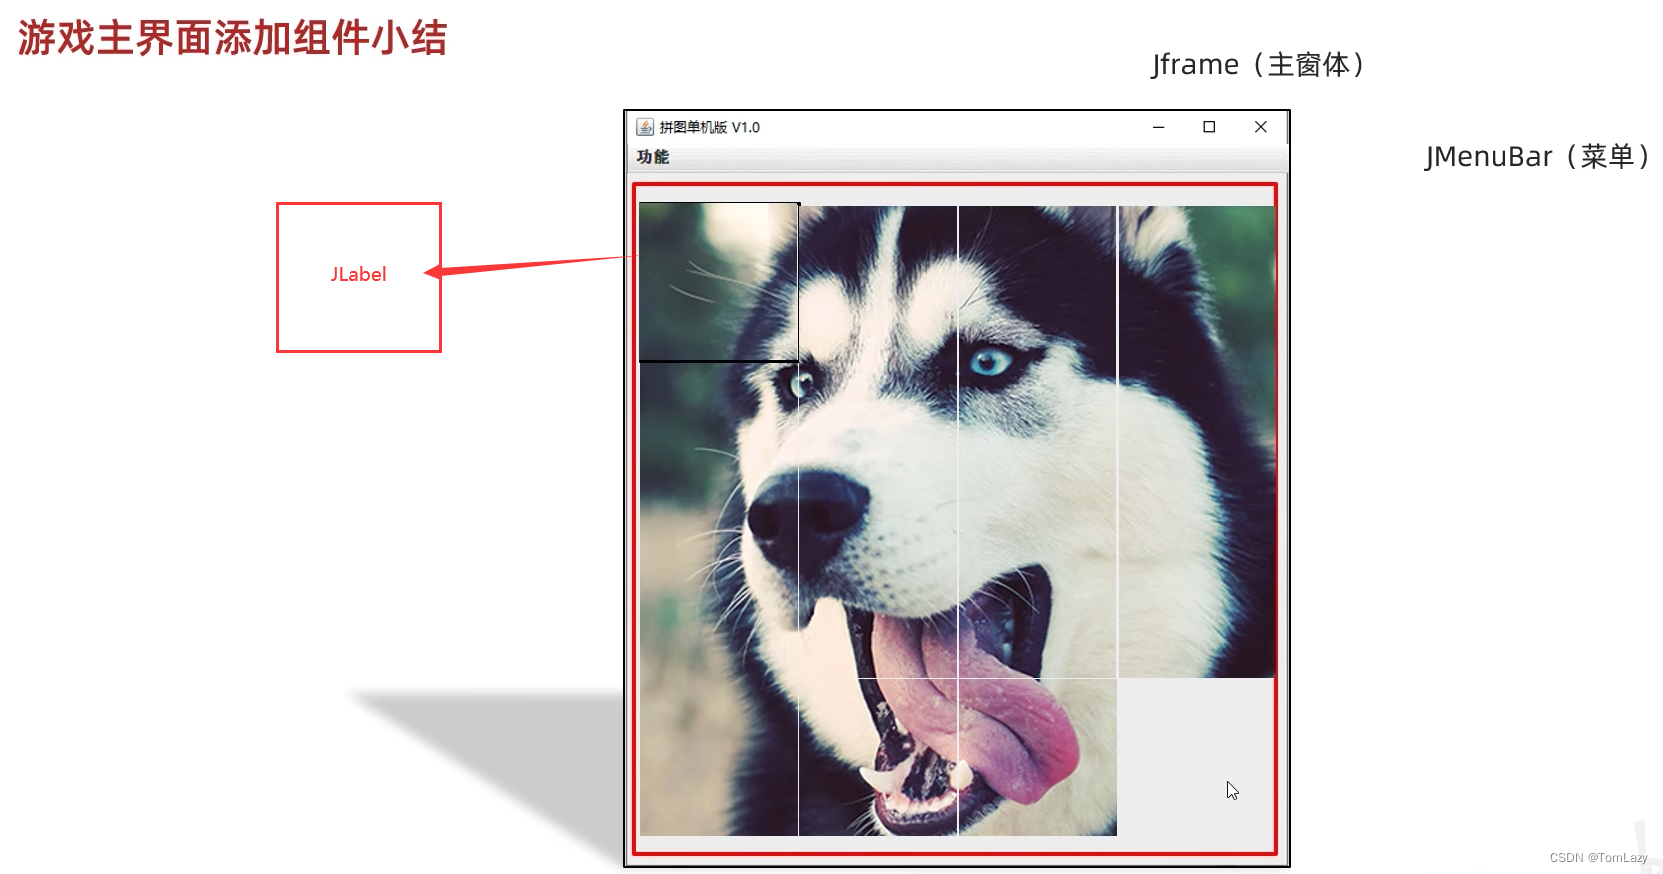 游戏主界面添加组件小结
Jframe（主窗体）
拼图单机版 V1.0
JMenuBar（菜单）
功能
JLabel
CSDN @TomLazy